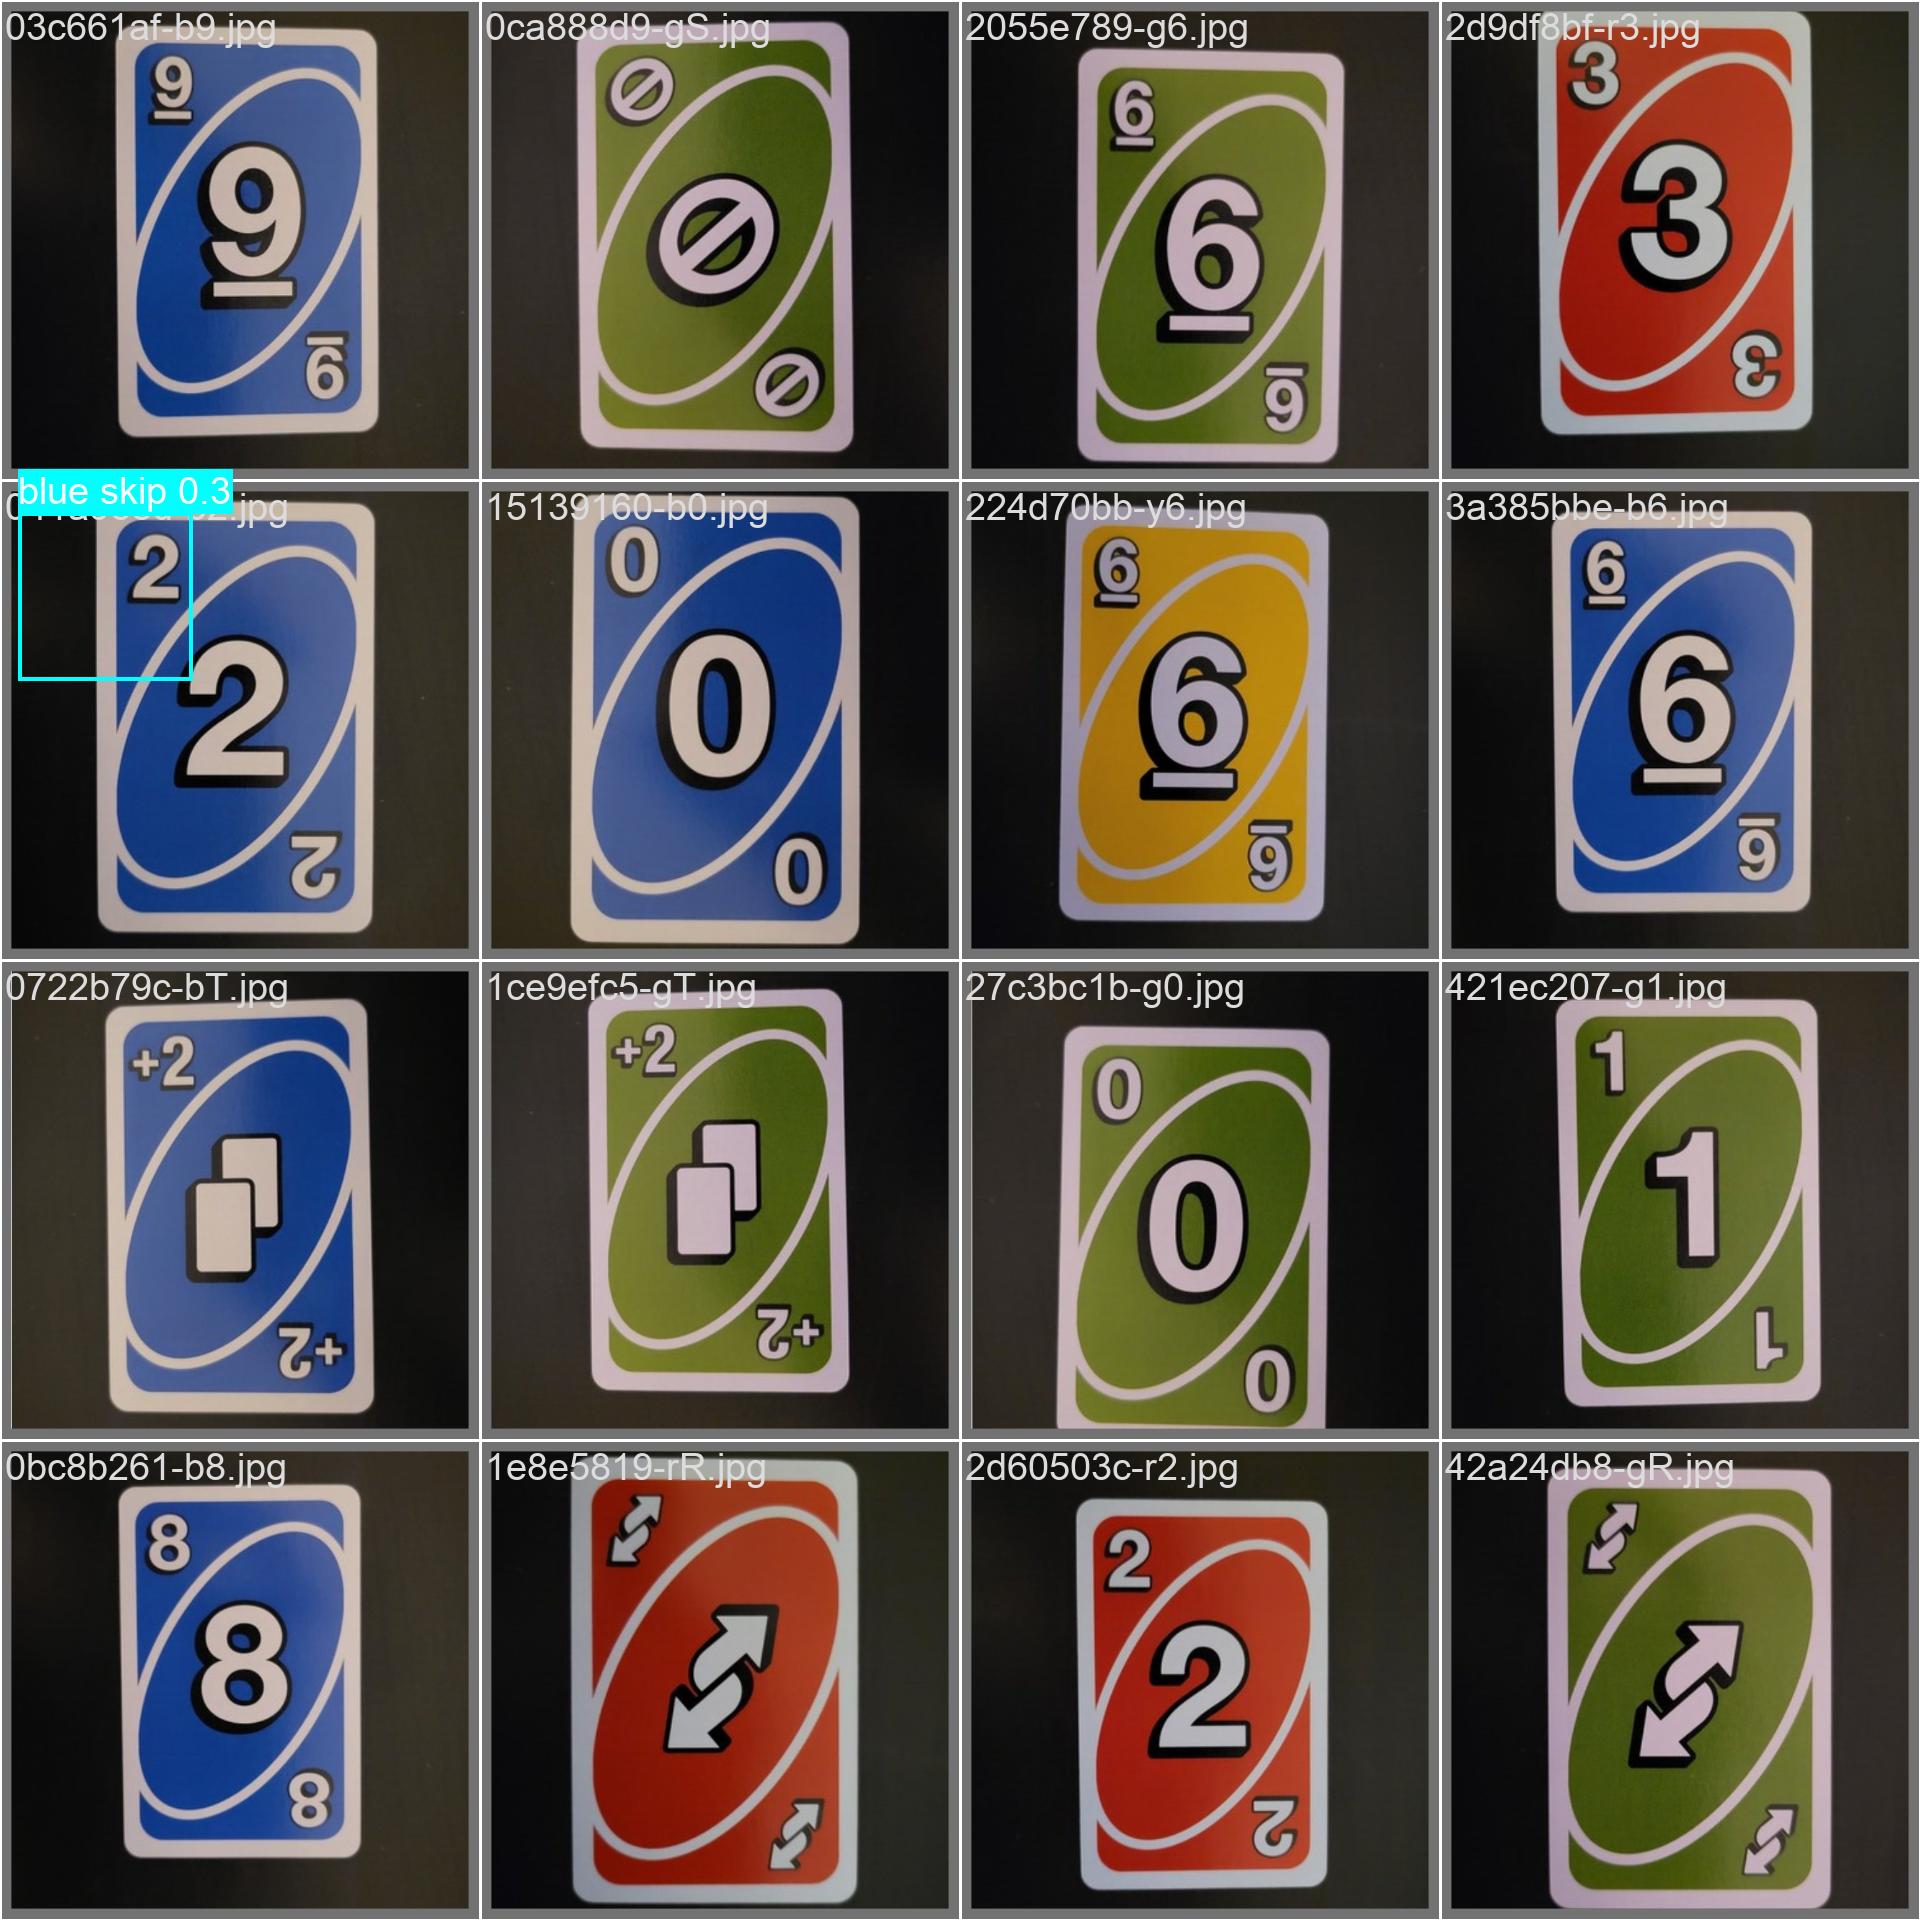 03c661af-b9.jpg
9
9
9
0ca888d9-gS.jpg
2055e789-g6.jpg
6
6
6
2d9df8bf-r3.jpg
3
3
3
blue skip 0.3
2.jpg
2
2
2
15139160-b0.jpg
0
0
0
224d70bb-y6.jpg
6
6
6
3a385bbe-b6.jpg
6
6
6
0722b79c-bT.jpg
+2
+2
1ce9efc5-gT.jpg
+2
+2
27c3bc1b-g0.jpg
0
0
0
421ec207-g1.jpg
1
1
1
0bc8b261-b8.jpg
8
8
8
1e8e5819-rR.jpg
2d60503c-r2.jpg
2
2
2
42a24db8-gR.jpg